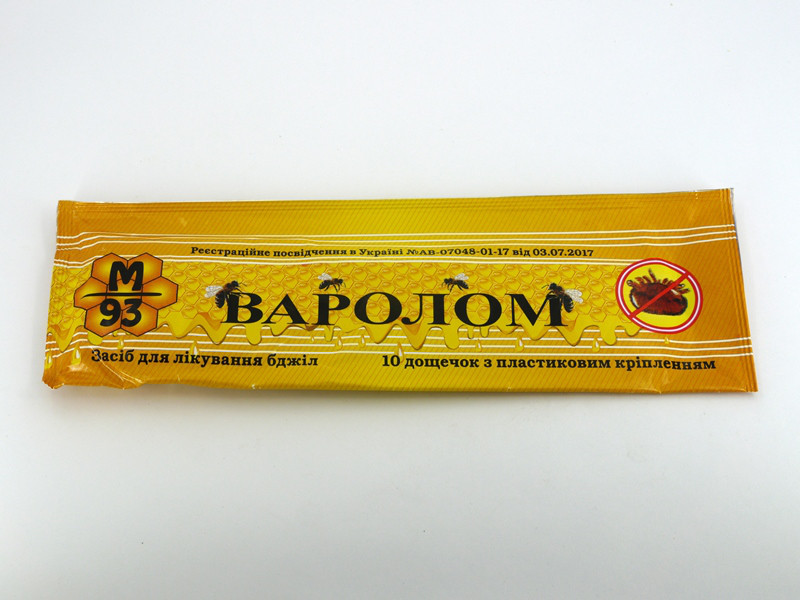 Реєстраційне посвідчення в Україні №АВ-07048-01-17 від 03.07.2017
М
93
ВАРОЛОМ
Засіб для лікування бджіл 10 дощечок з пластиковим кріпленням